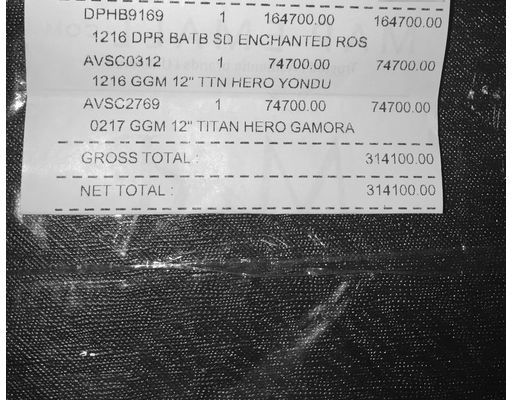 DPHB9169 1 164700.00 164700.00
1216 DPR BATB SD ENCHANTED ROS
AVSC0312 1 74700.00 74700.00
1216 GGM 12" TTN HERO YONDU
AVSC2769 1 74700.00 74700.00
0217 GGM 12" TITAN HERO GAMORA
GROSS TOTAL : 314100.00
NET TOTAL : 314100.00